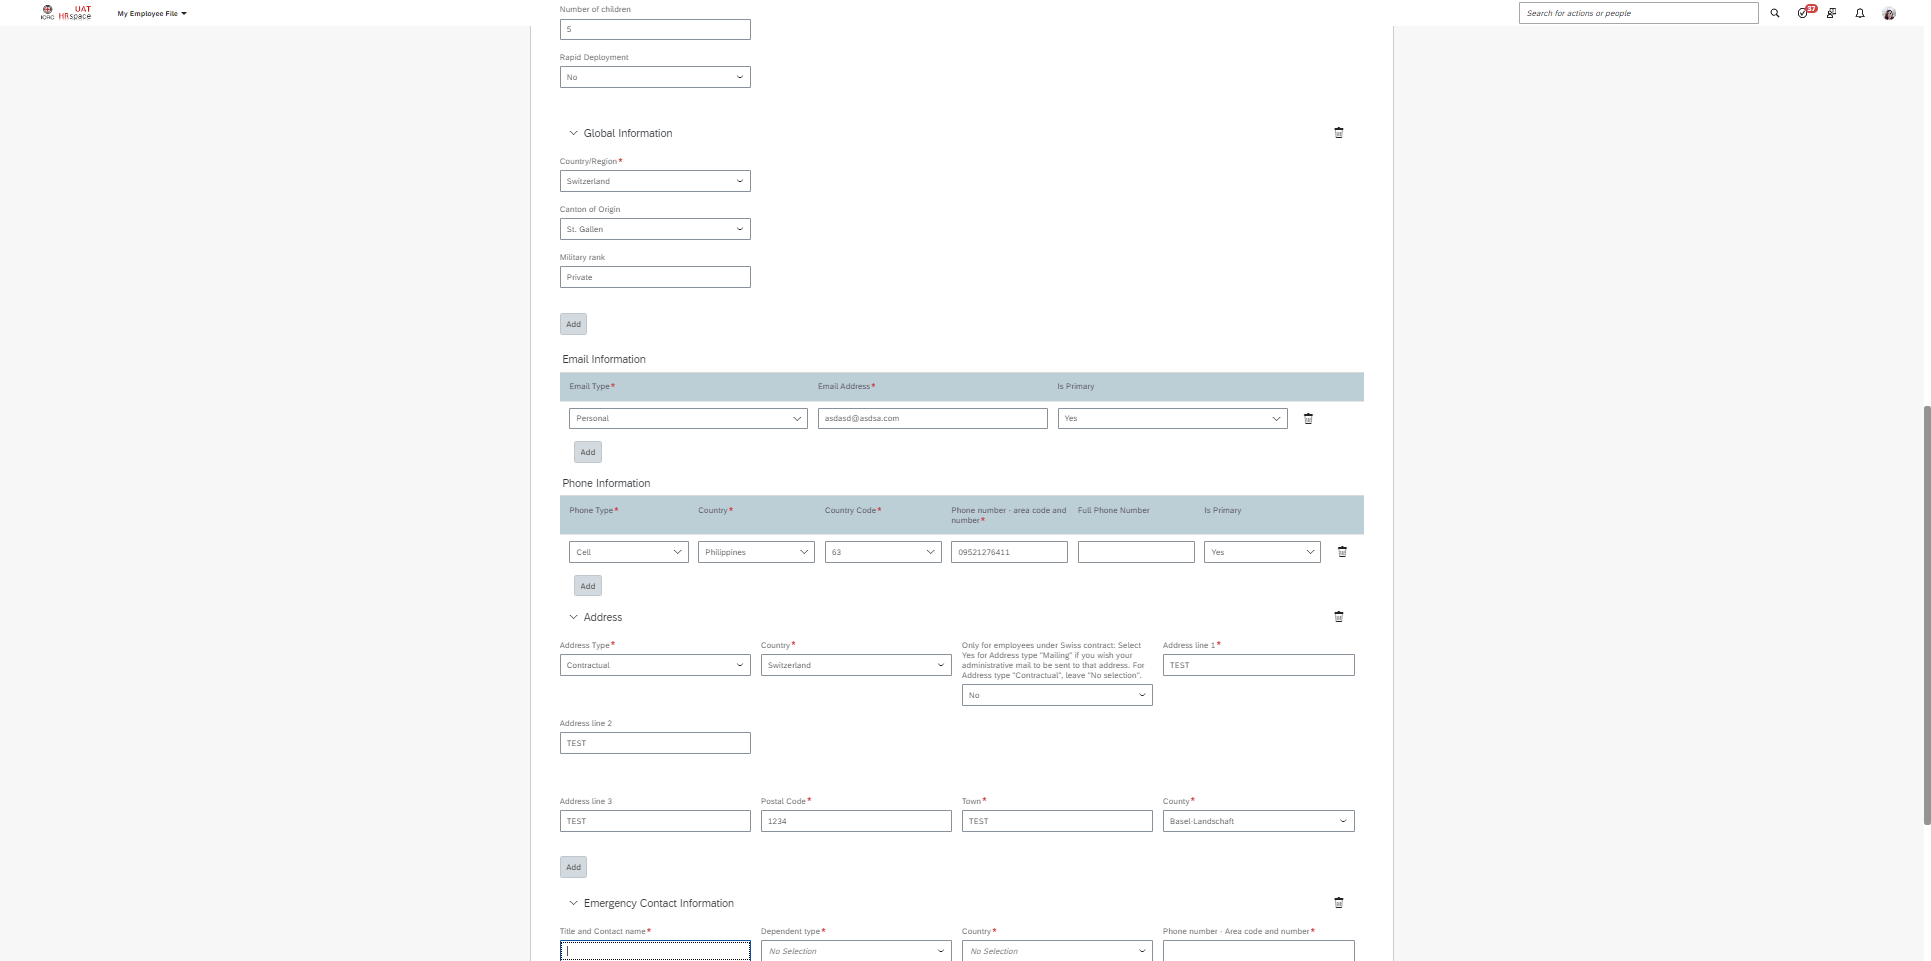 ICRC
UAT
HRspace
My Employee File
Search for actions or people
37
Number of children
5
Rapid Deployment
No
Global Information
Country/Region*
Switzerland
Canton of Origin
St. Gallen
Military rank
Private
Add
Email Information
Email Type* Email Address* Is Primary
Personal asdasd@asdsa.com Yes
Add
Phone Information
Phone Type* Country* Country Code* Phone number - area code and number* Full Phone Number Is Primary
Cell Philippines 63 09521276411 Yes
Add
Address
Address Type*
Contractual
Country*
Switzerland
Only for employees under Swiss contract: Select
Yes for Address type "Mailing" if you wish your
administrative mail to be sent to that address. For
Address type "Contractual", leave "No selection".
No
Address line 1*
TEST
Address line 2
TEST
Address line 3 Postal Code* Town* County*
TEST 1234 TEST Basel-Landschaft
Add
Emergency Contact Information
Title and Contact name* Dependent type* Country* Phone number - Area code and number*
No Selection No Selection